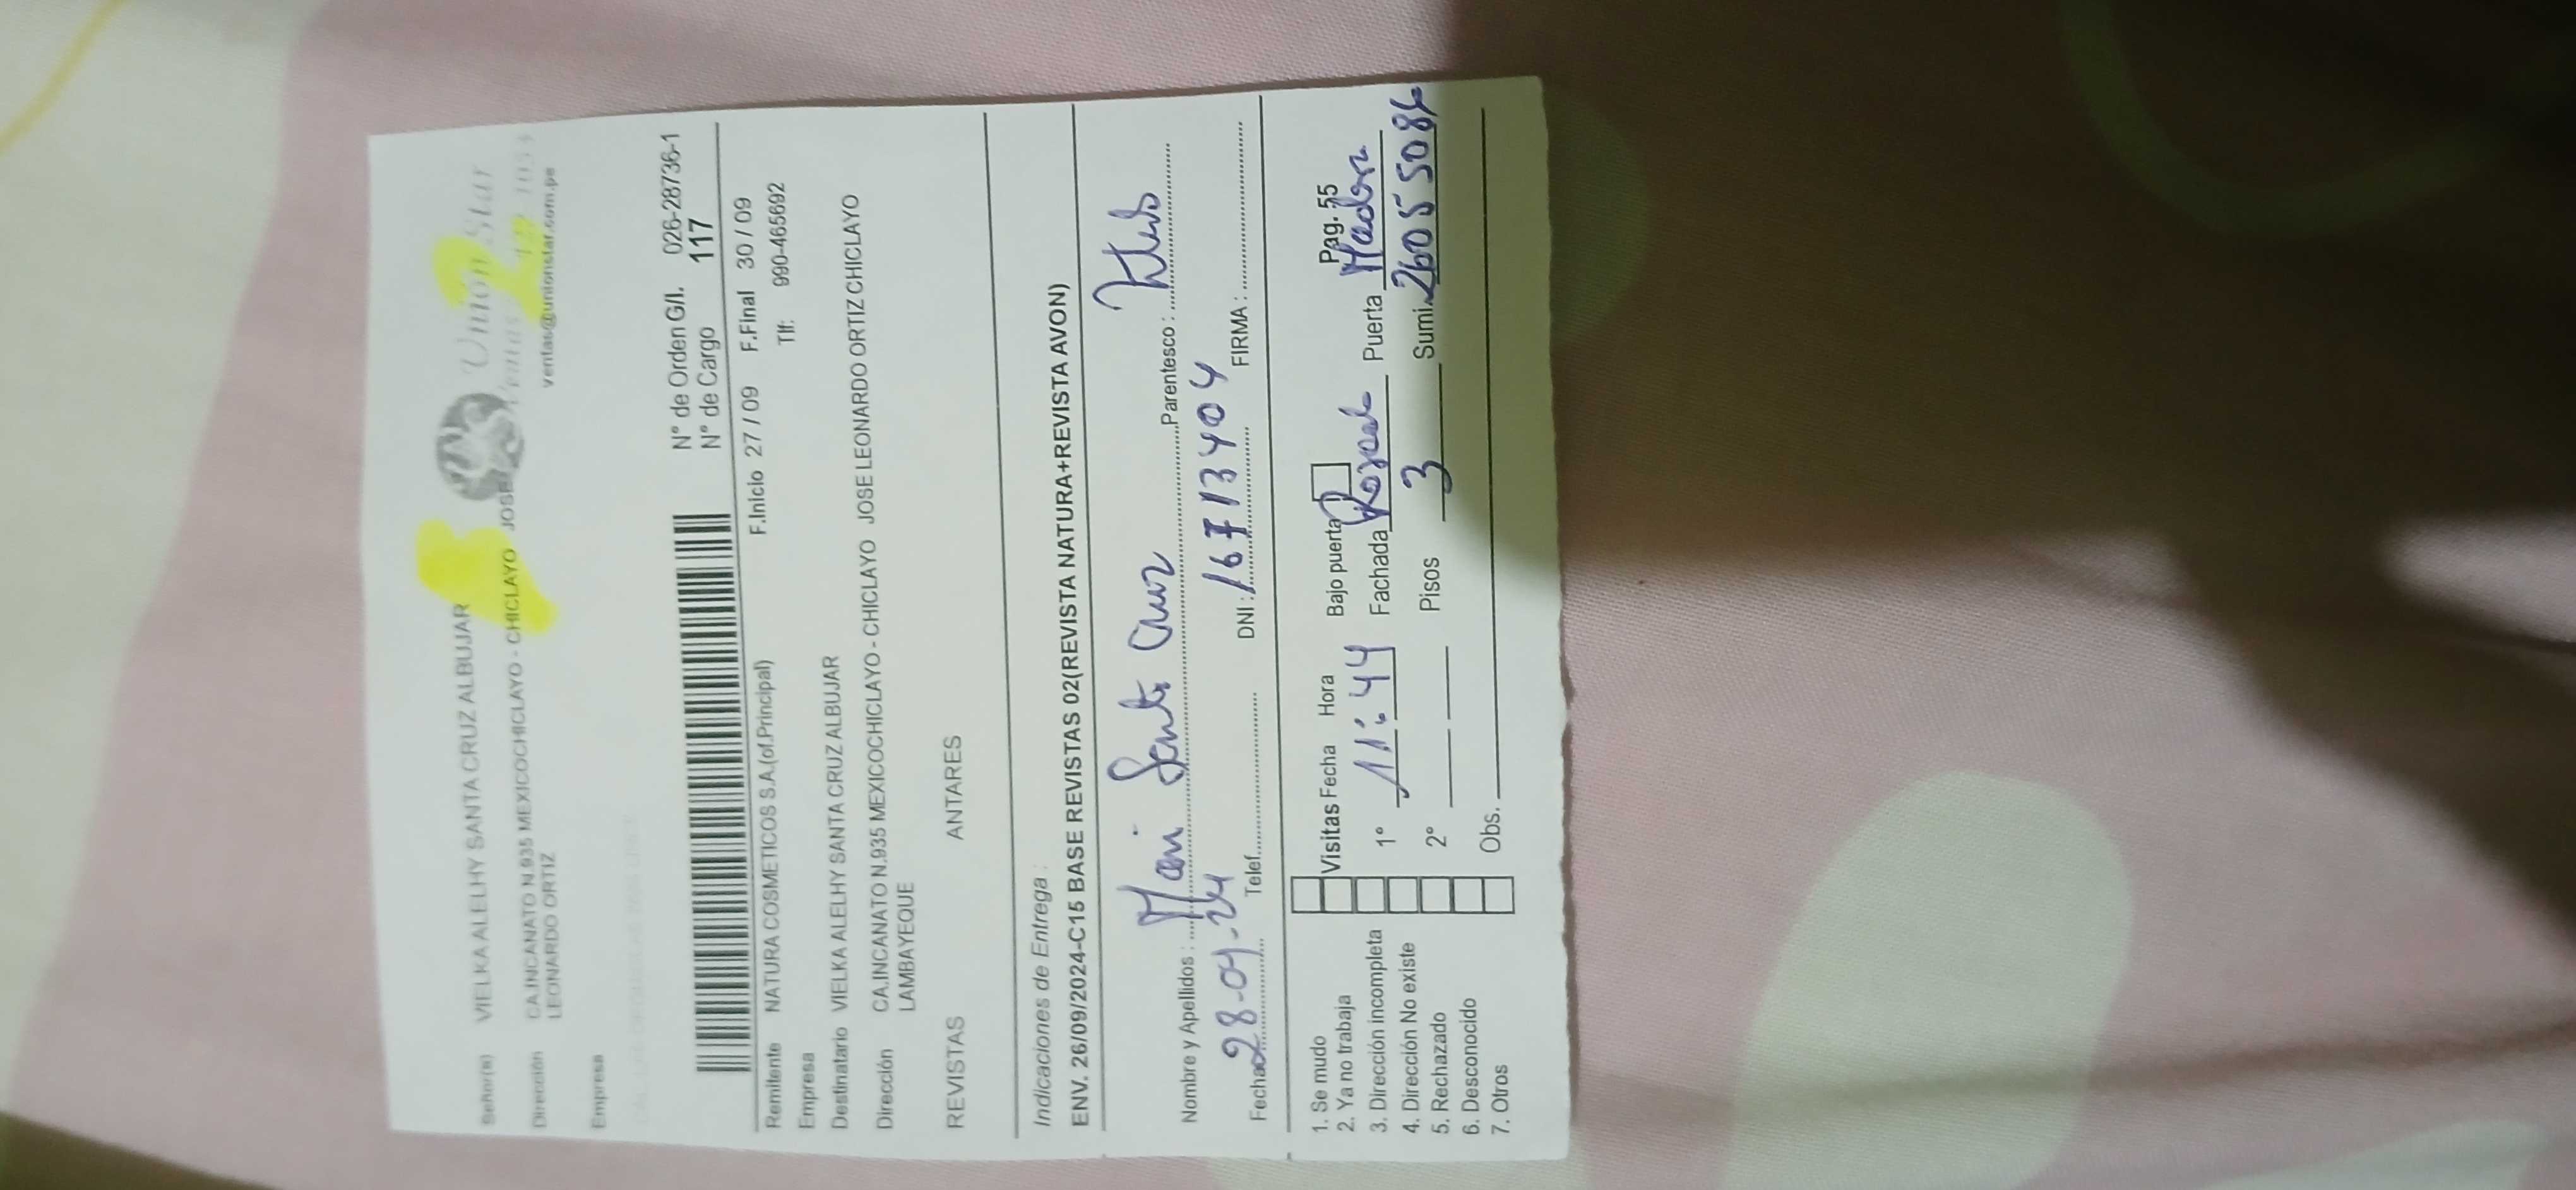 Union Star
ventas@unionstar.com.pe
Señor(s) VIELKA ALELHY SANTA CRUZ ALBUJAR
Dirección CA.INCANATO N.935 MEXICOCHICLAYO - CHICLAYO JOSE
LEONARDO ORTIZ
Empresa
N° de Orden G/I. 026-28736-1
N° de Cargo 117
F.Inicio 27 / 09 F.Final 30 / 09
Remitente NATURA COSMETICOS S.A.(of.Principal) Tlf: 990-465692
Empresa
Destinatario VIELKA ALELHY SANTA CRUZ ALBUJAR
Dirección CA.INCANATO N.935 MEXICOCHICLAYO - CHICLAYO JOSE LEONARDO ORTIZ CHICLAYO
LAMBAYEQUE
REVISTAS ANTARES
Indicaciones de Entrega :
ENV. 26/09/2024-C15 BASE REVISTAS 02(REVISTA NATURA+REVISTA AVON)
Nombre y Apellidos : Santa Cruz Parentesco :
Fecha 28-09-24 Telef. DNI : 16713404 FIRMA :
Pag. 55
1. Se mudo
2. Ya no trabaja
3. Dirección incompleta
4. Dirección No existe
5. Rechazado
6. Desconocido
7. Otros
Visitas Fecha Hora Bajo puerta
1° 11:44 Fachada Rosada Puerta Madera
2° Pisos 3 Sumi.
Obs.